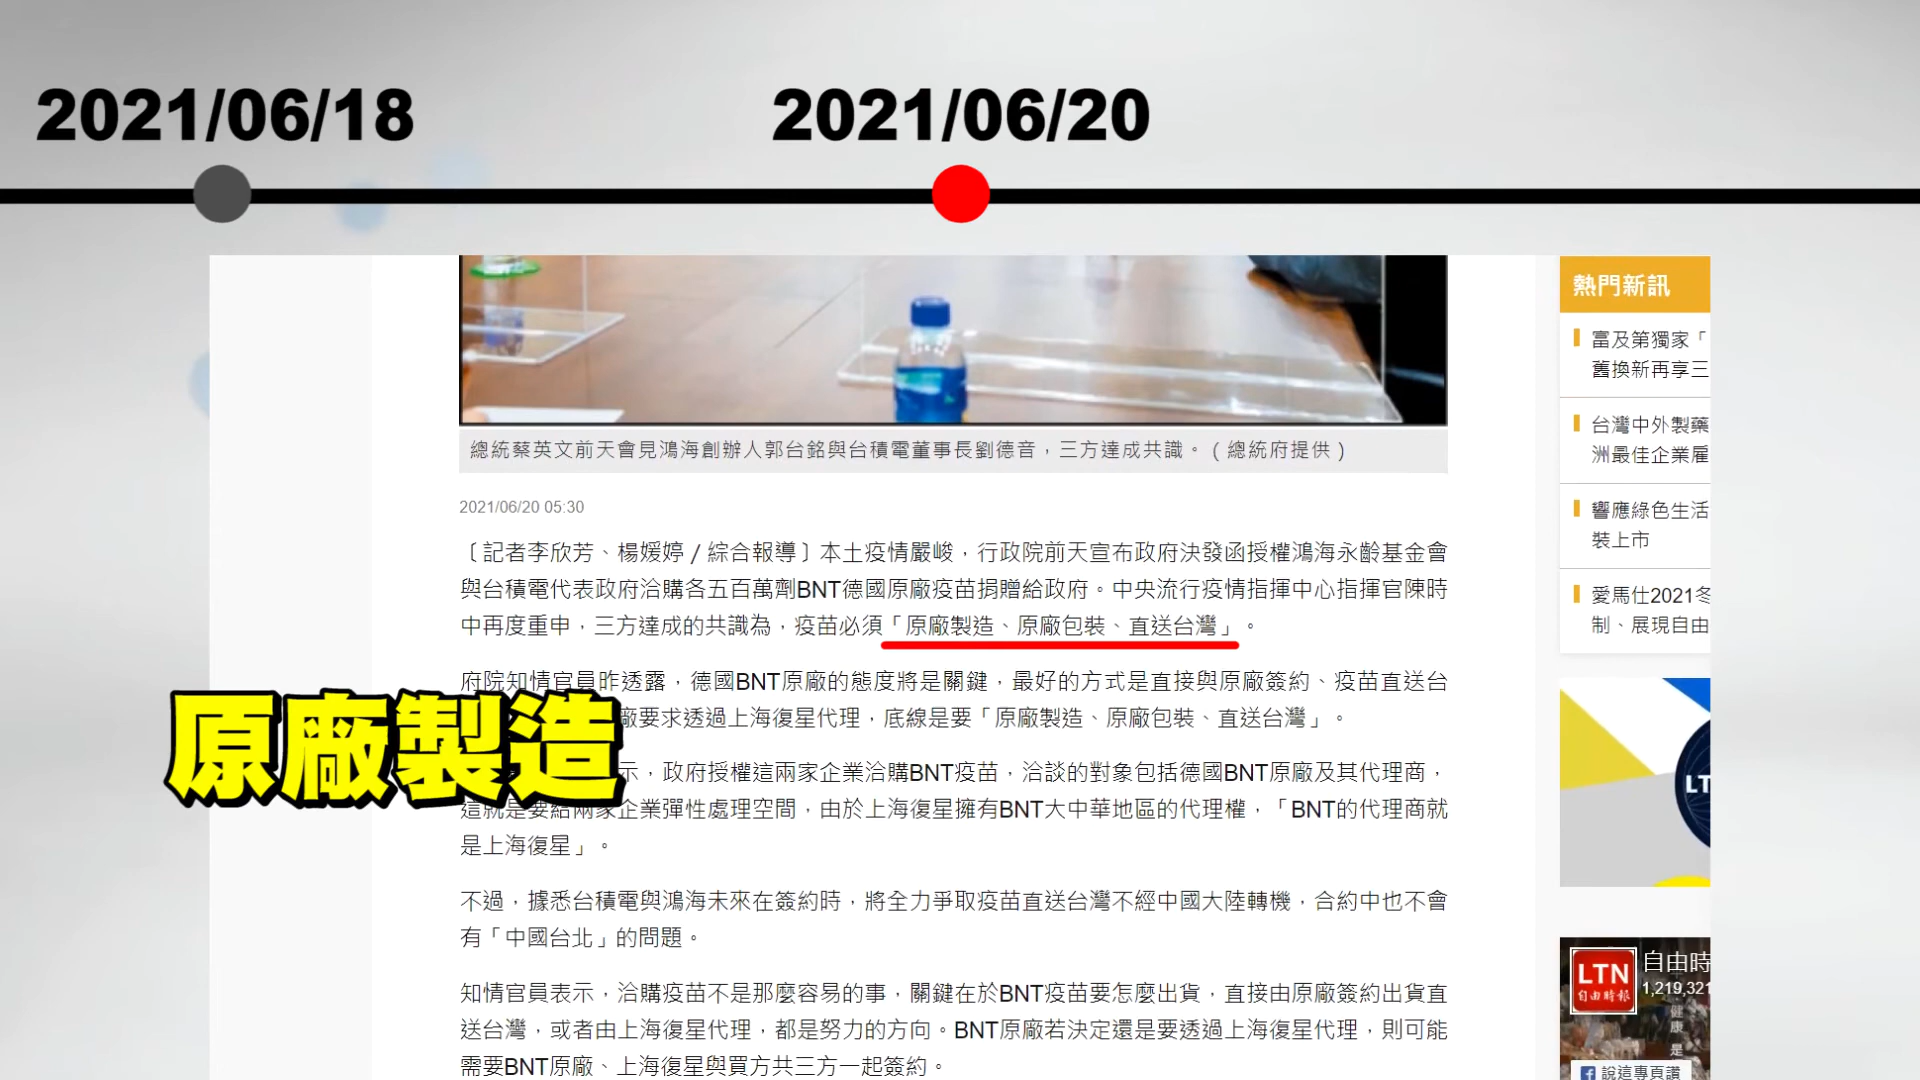 2021/06/18
2021/06/20
總統蔡英文前天會見鴻海創辦人郭台銘與台積電董事長劉德音，三方達成共識。（總統府提供）
2021/06/20 05:30
〔記者李欣芳、楊媛婷／綜合報導〕本土疫情嚴峻，行政院前天宣布政府決發函授權鴻海永齡基金會
與台積電代表政府洽購各五百萬劑BNT德國原廠疫苗捐贈給政府。中央流行疫情指揮中心指揮官陳時
中再度重申，三方達成的共識為，疫苗必須「原廠製造、原廠包裝、直送台灣」。
府院知情官員昨透露，德國BNT原廠的態度將是關鍵，最好的方式是直接與原廠簽約、疫苗直送台
廠要求透過上海復星代理，底線是要「原廠製造、原廠包裝、直送台灣」。
原廠製造
示，政府授權這兩家企業洽購BNT疫苗，洽談的對象包括德國BNT原廠及其代理商，
這就是要給兩家企業彈性處理空間，由於上海復星擁有BNT大中華地區的代理權，「BNT的代理商就
是上海復星」。
不過，據悉台積電與鴻海未來在簽約時，將全力爭取疫苗直送台灣不經中國大陸轉機，合約中也不會
有「中國台北」的問題。
知情官員表示，洽購疫苗不是那麼容易的事，關鍵在於BNT疫苗要怎麼出貨，直接由原廠簽約出貨直
送台灣，或者由上海復星代理，都是努力的方向。BNT原廠若決定還是要透過上海復星代理，則可能
需要BNT原廠、上海復星與買方共三方一起簽約。
熱門新訊
富及第獨家「
舊換新再享三
台灣中外製藥
洲最佳企業雇
響應綠色生活
裝上市
愛馬仕2021冬
制、展現自由
LT
LTN
自由時報
自由時
1,219,321
健康
是
說這專頁讚